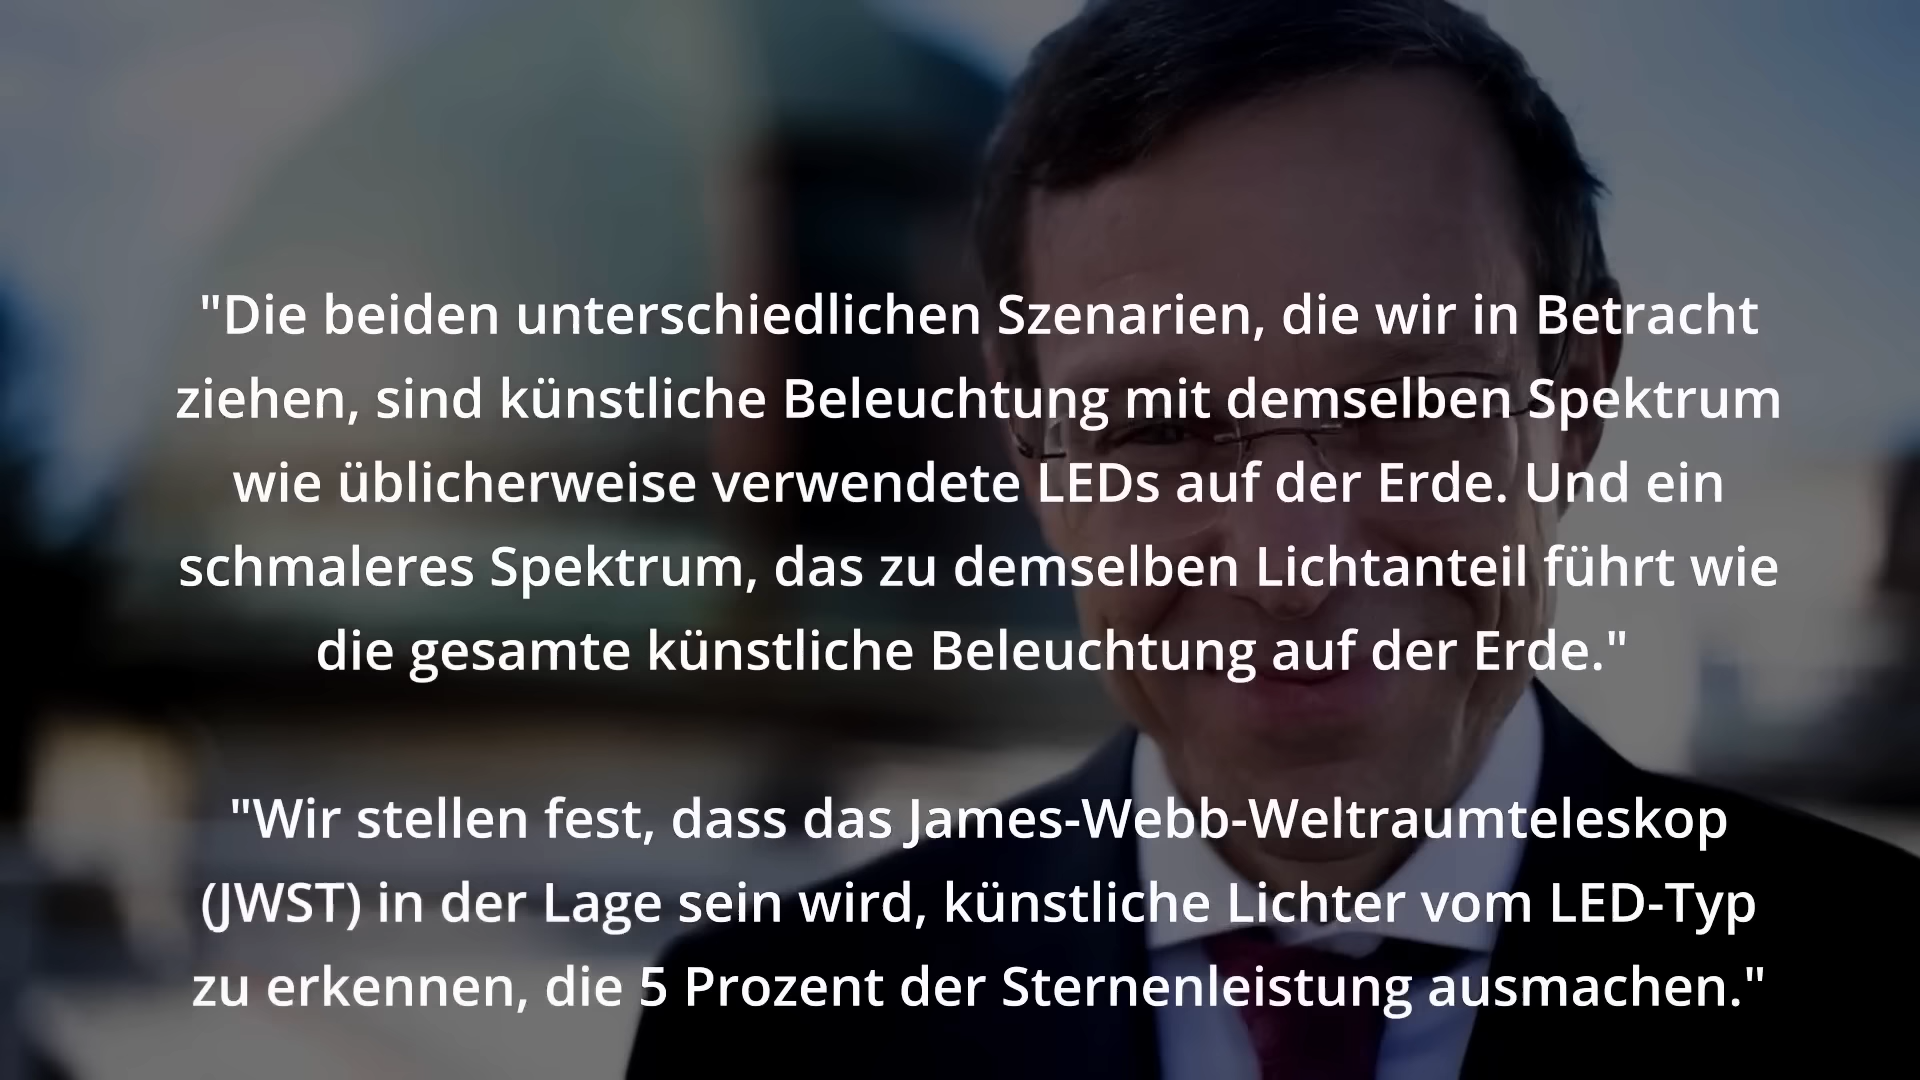 "Die beiden unterschiedlichen Szenarien, die wir in Betracht
ziehen, sind künstliche Beleuchtung mit demselben Spektrum
wie üblicherweise verwendete LEDs auf der Erde. Und ein
schmaleres Spektrum, das zu demselben Lichtanteil führt wie
die gesamte künstliche Beleuchtung auf der Erde."
"Wir stellen fest, dass das James-Webb-Weltraumteleskop
(JWST) in der Lage sein wird, künstliche Lichter vom LED-Typ
zu erkennen, die 5 Prozent der Sternenleistung ausmachen."